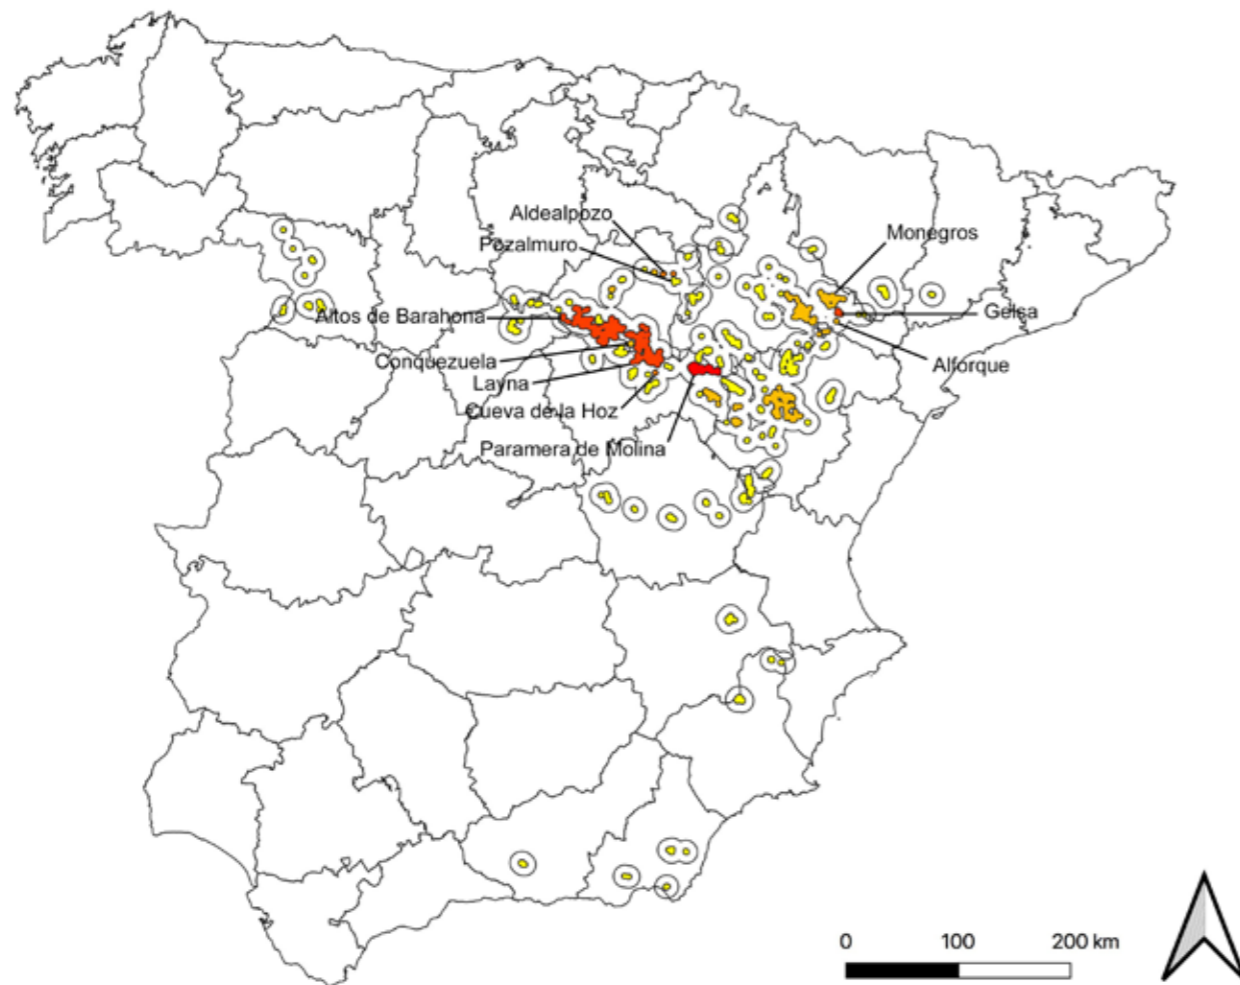 Aldealpozo
Pozalmuro
Monegros
Gelsa
Altos de Barahona
Conquezuela
Alforque
Layna
Cueva de la Hoz
Paramera de Molina
0 100 200 km